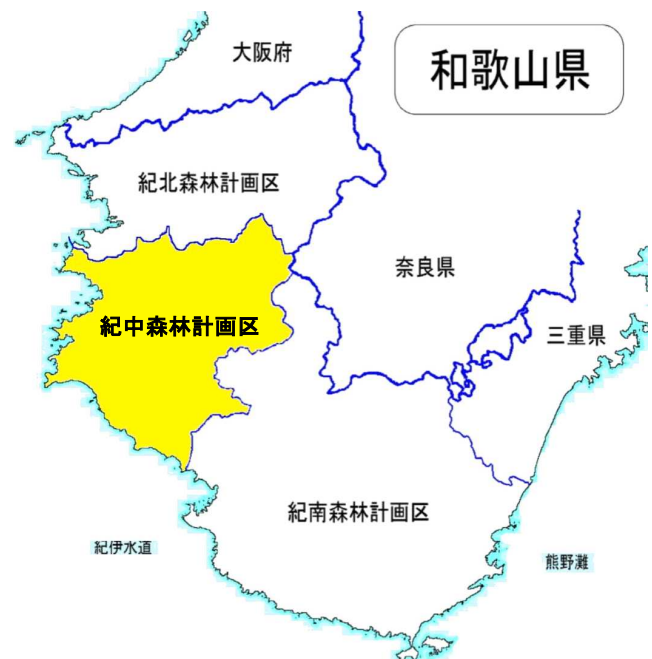 大阪府
和歌山県
紀北森林計画区
奈良県
紀中森林計画区
三重県
紀南森林計画区
紀伊水道
熊野灘